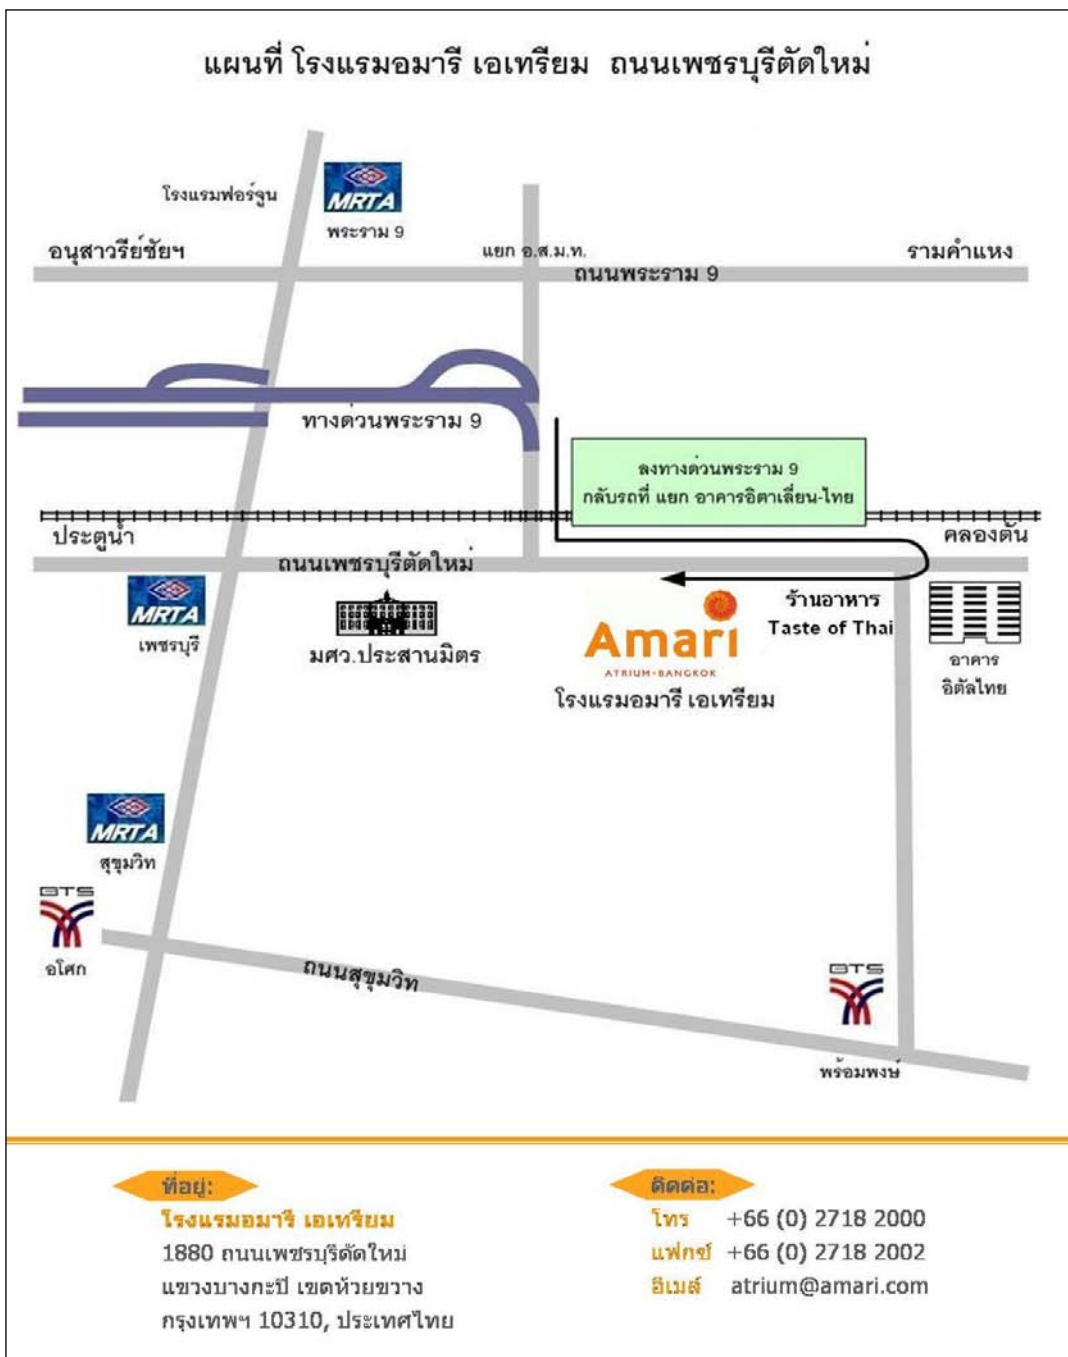 แผนที่ โรงแรมอมารี เอเทรียม ถนนเพชรบุรีตัดใหม่
โรงแรมฟอร์จูน
MRTA
พระราม 9
อนุสาวรีย์ชัยฯ
แยก อ.ส.ม.ท.
รามคำแหง
ถนนพระราม 9
ทางด่วนพระราม 9
ลงทางด่วนพระราม 9
กลับรถที่ แยก อาคารอิตาเลี่ยน-ไทย
ประตูน้ำ
คลองตัน
ถนนเพชรบุรีตัดใหม่
MRTA
เพชรบุรี
มศว.ประสานมิตร
Amari
ATRIUM•BANGKOK
โรงแรมอมารี เอเทรียม
ร้านอาหาร
Taste of Thai
อาคาร
อิตัลไทย
MRTA
สุขุมวิท
BTS
อโศก
ถนนสุขุมวิท
BTS
พร้อมพงษ์
ที่อยู่:
โรงแรมอมารี เอเทรียม
1880 ถนนเพชรบุรีตัดใหม่
แขวงบางกะปิ เขตห้วยขวาง
กรุงเทพฯ 10310, ประเทศไทย
ติดต่อ:
โทร +66 (0) 2718 2000
แฟกซ์ +66 (0) 2718 2002
อีเมล์ atrium@amari.com